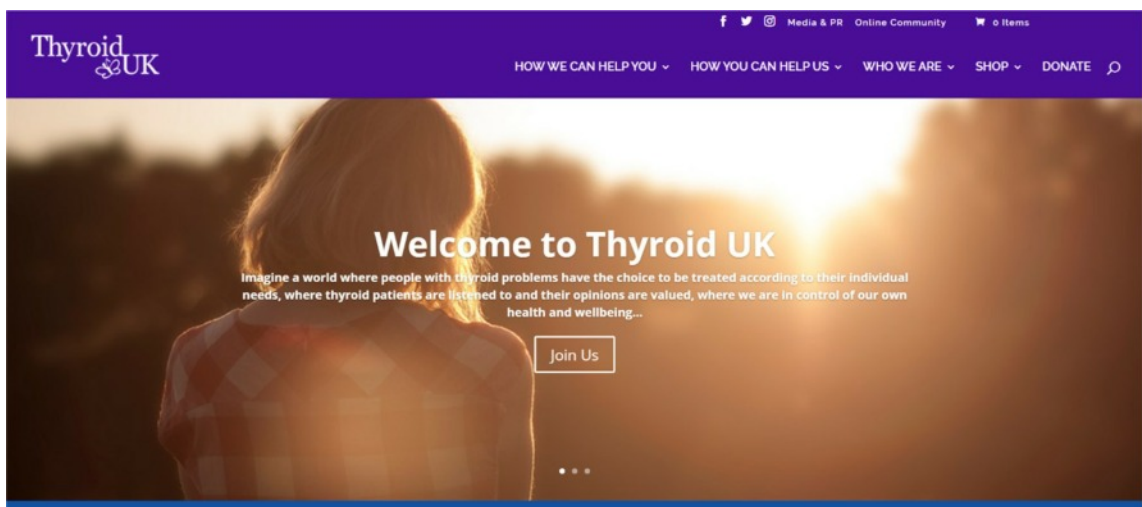 Media & PR Online Community 0 Items
Thyroid
UK
HOW WE CAN HELP YOU HOW YOU CAN HELP US WHO WE ARE SHOP DONATE
Welcome to Thyroid UK
Imagine a world where people with thyroid problems have the choice to be treated according to their individual
needs, where thyroid patients are listened to and their opinions are valued, where we are in control of our own
health and wellbeing...
Join Us